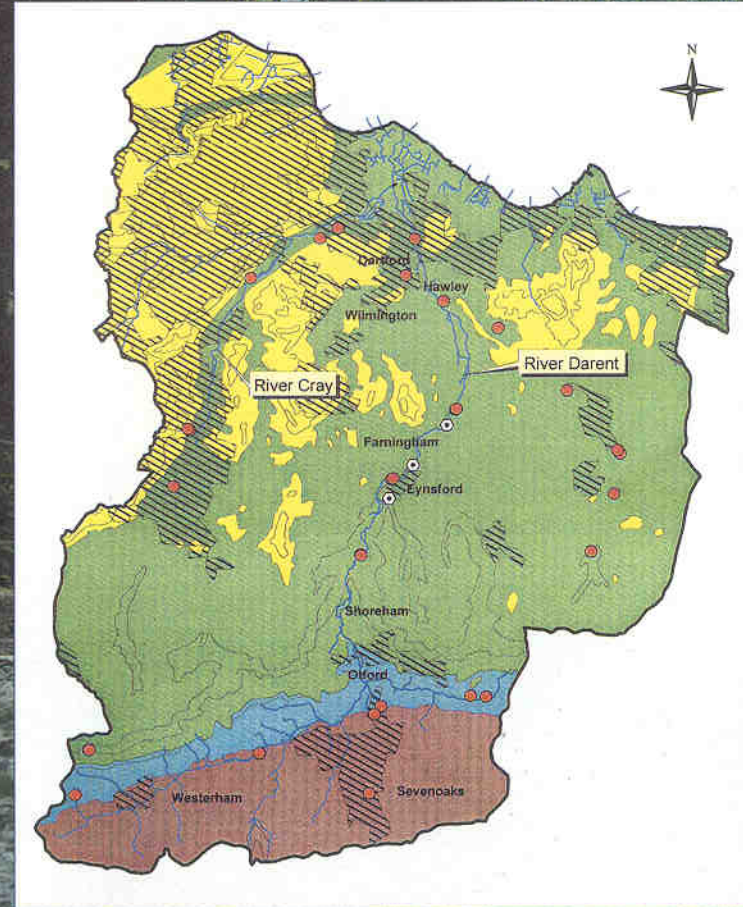 N
Dartford
Hawley
Wilmington
River Darent
River Cray
Farningham
Eynsford
Shoreham
Otford
Westerham
Sevenoaks